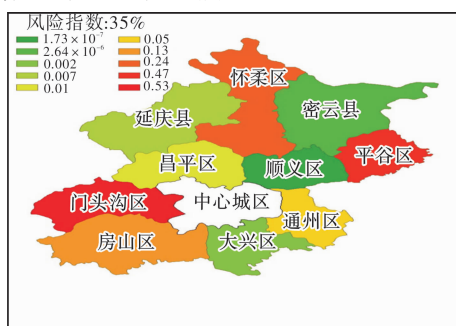 风险指数:35%
1.73×10⁻⁷ 0.05
2.64×10⁻⁶ 0.13
0.002 0.24
0.007 0.47
0.01 0.53
怀柔区
密云县
延庆县
平谷区
昌平区
顺义区
门头沟区
中心城区
通州区
房山区
大兴区